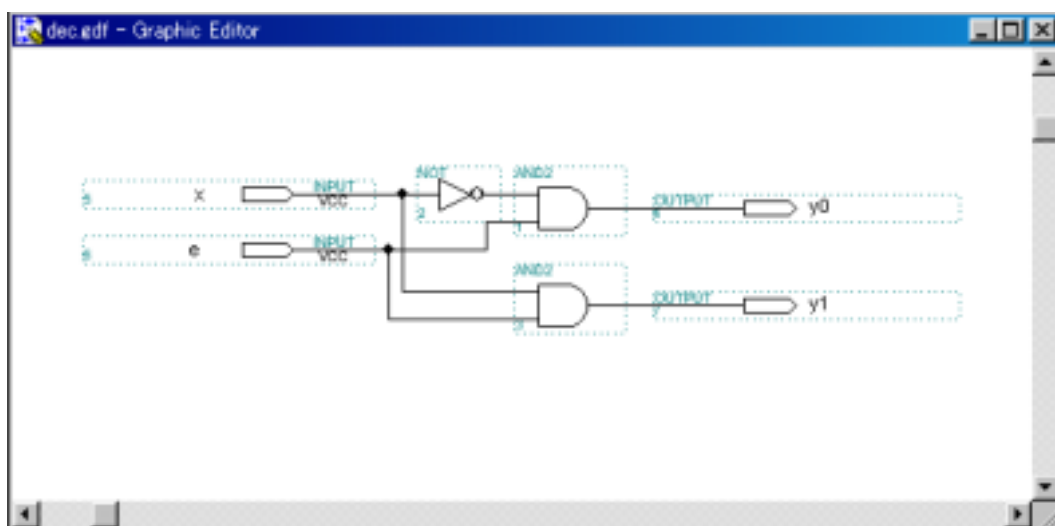 dec.gdf - Graphic Editor
NOT
AND2
INPUT
VCC
x
OUTPUT
y0
2
1
INPUT
VCC
e
AND2
OUTPUT
y1
3